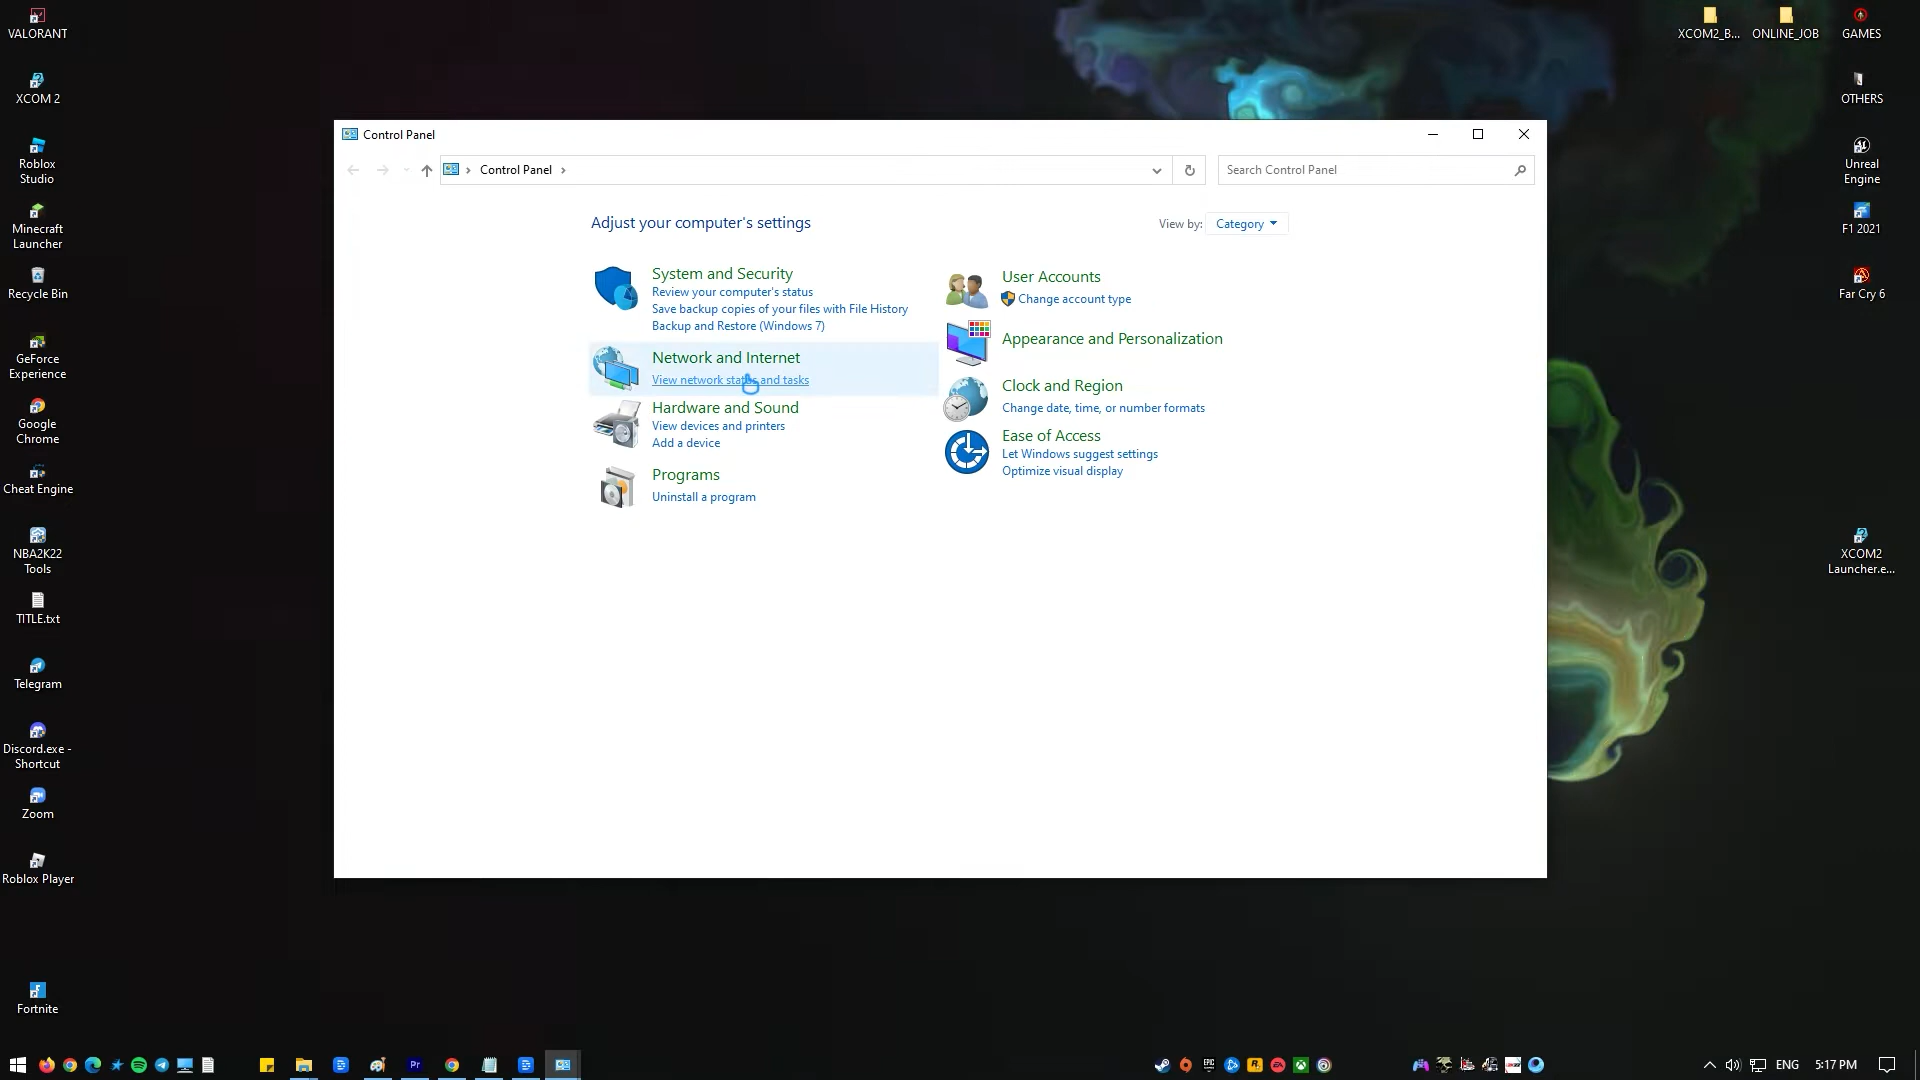 VALORANT
XCOM 2
Roblox
Studio
Minecraft
Launcher
Recycle Bin
GeForce
Experience
Google
Chrome
Cheat Engine
NBA2K22
Tools
TITLE.txt
Telegram
Discord.exe -
Shortcut
Zoom
Roblox Player
Fortnite
XCOM2_B...
ONLINE_JOB
GAMES
OTHERS
Unreal
Engine
F1 2021
Far Cry 6
XCOM2
Launcher.e...
Control Panel
Control Panel
Search Control Panel
Adjust your computer's settings
View by: Category
System and Security
Review your computer's status
Save backup copies of your files with File History
Backup and Restore (Windows 7)
Network and Internet
View network status and tasks
Hardware and Sound
View devices and printers
Add a device
Programs
Uninstall a program
User Accounts
Change account type
Appearance and Personalization
Clock and Region
Change date, time, or number formats
Ease of Access
Let Windows suggest settings
Optimize visual display
Pr
EPIC
R
EA
ENG
5:17 PM